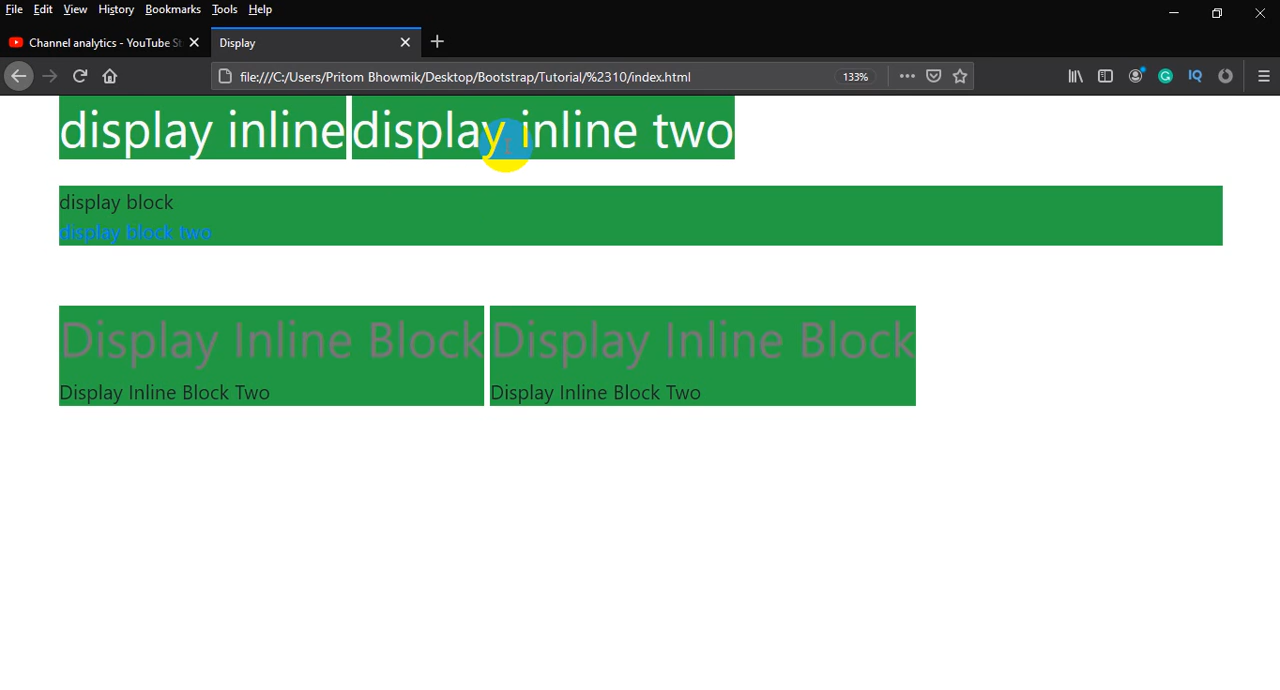 File Edit View History Bookmarks Tools Help
Channel analytics - YouTube St
Display
file:///C:/Users/Pritom Bhowmik/Desktop/Bootstrap/Tutorial/%2310/index.html 133%
IQ
display inline display inline two
display block
display block two
Display Inline Block Display Inline Block
Display Inline Block Two Display Inline Block Two